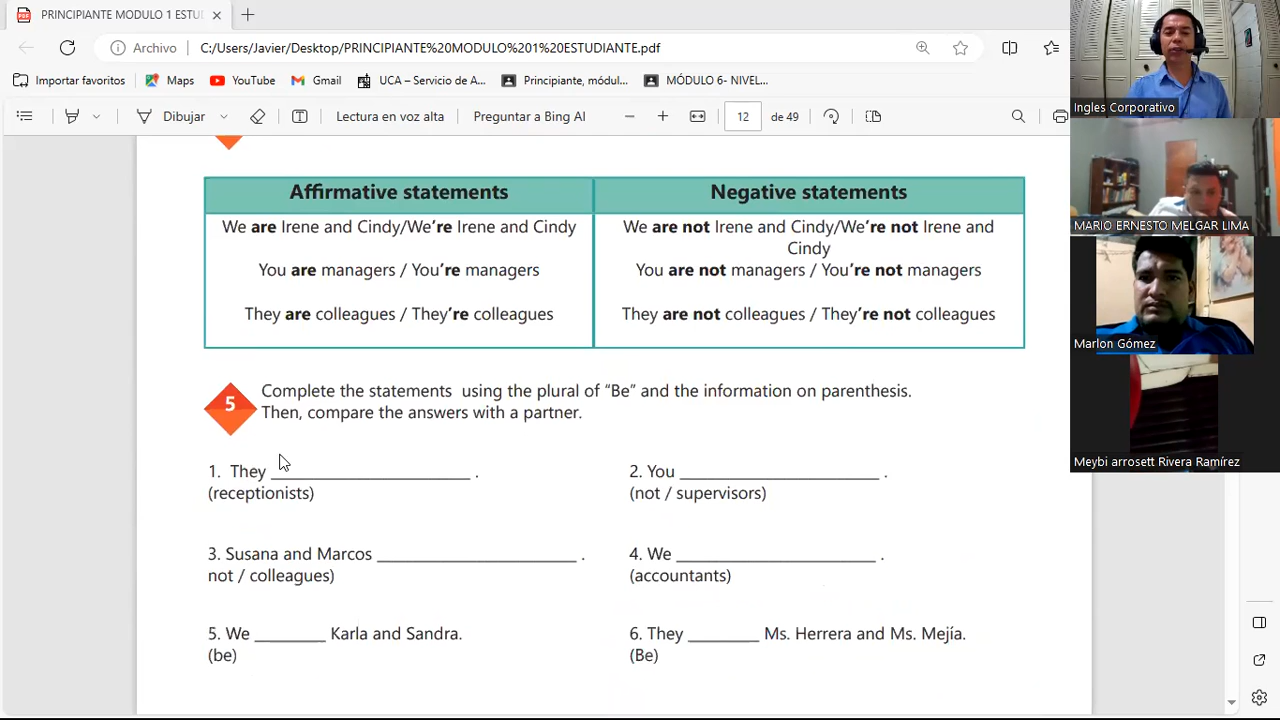 PRINCIPIANTE MODULO 1 ESTUDI
Archivo C:/Users/Javier/Desktop/PRINCIPIANTE%20MODULO%201%20ESTUDIANTE.pdf
Importar favoritos Maps YouTube Gmail UCA – Servicio de A... Principiante, módul... MÓDULO 6- NIVEL...
Dibujar Lectura en voz alta Preguntar a Bing AI 12 de 49
Affirmative statements Negative statements
We are Irene and Cindy/We're Irene and Cindy We are not Irene and Cindy/We're not Irene and
Cindy
You are managers / You're managers You are not managers / You're not managers
They are colleagues / They're colleagues They are not colleagues / They're not colleagues
5 Complete the statements using the plural of “Be” and the information on parenthesis.
Then, compare the answers with a partner.
1. They ______________________ . 2. You ______________________ .
(receptionists) (not / supervisors)
3. Susana and Marcos ______________________ . 4. We ______________________ .
not / colleagues) (accountants)
5. We ________ Karla and Sandra. 6. They ________ Ms. Herrera and Ms. Mejía.
(be) (Be)
Ingles Corporativo
MARIO ERNESTO MELGAR LIMA
Marlon Gómez
Meybi arrosett Rivera Ramírez